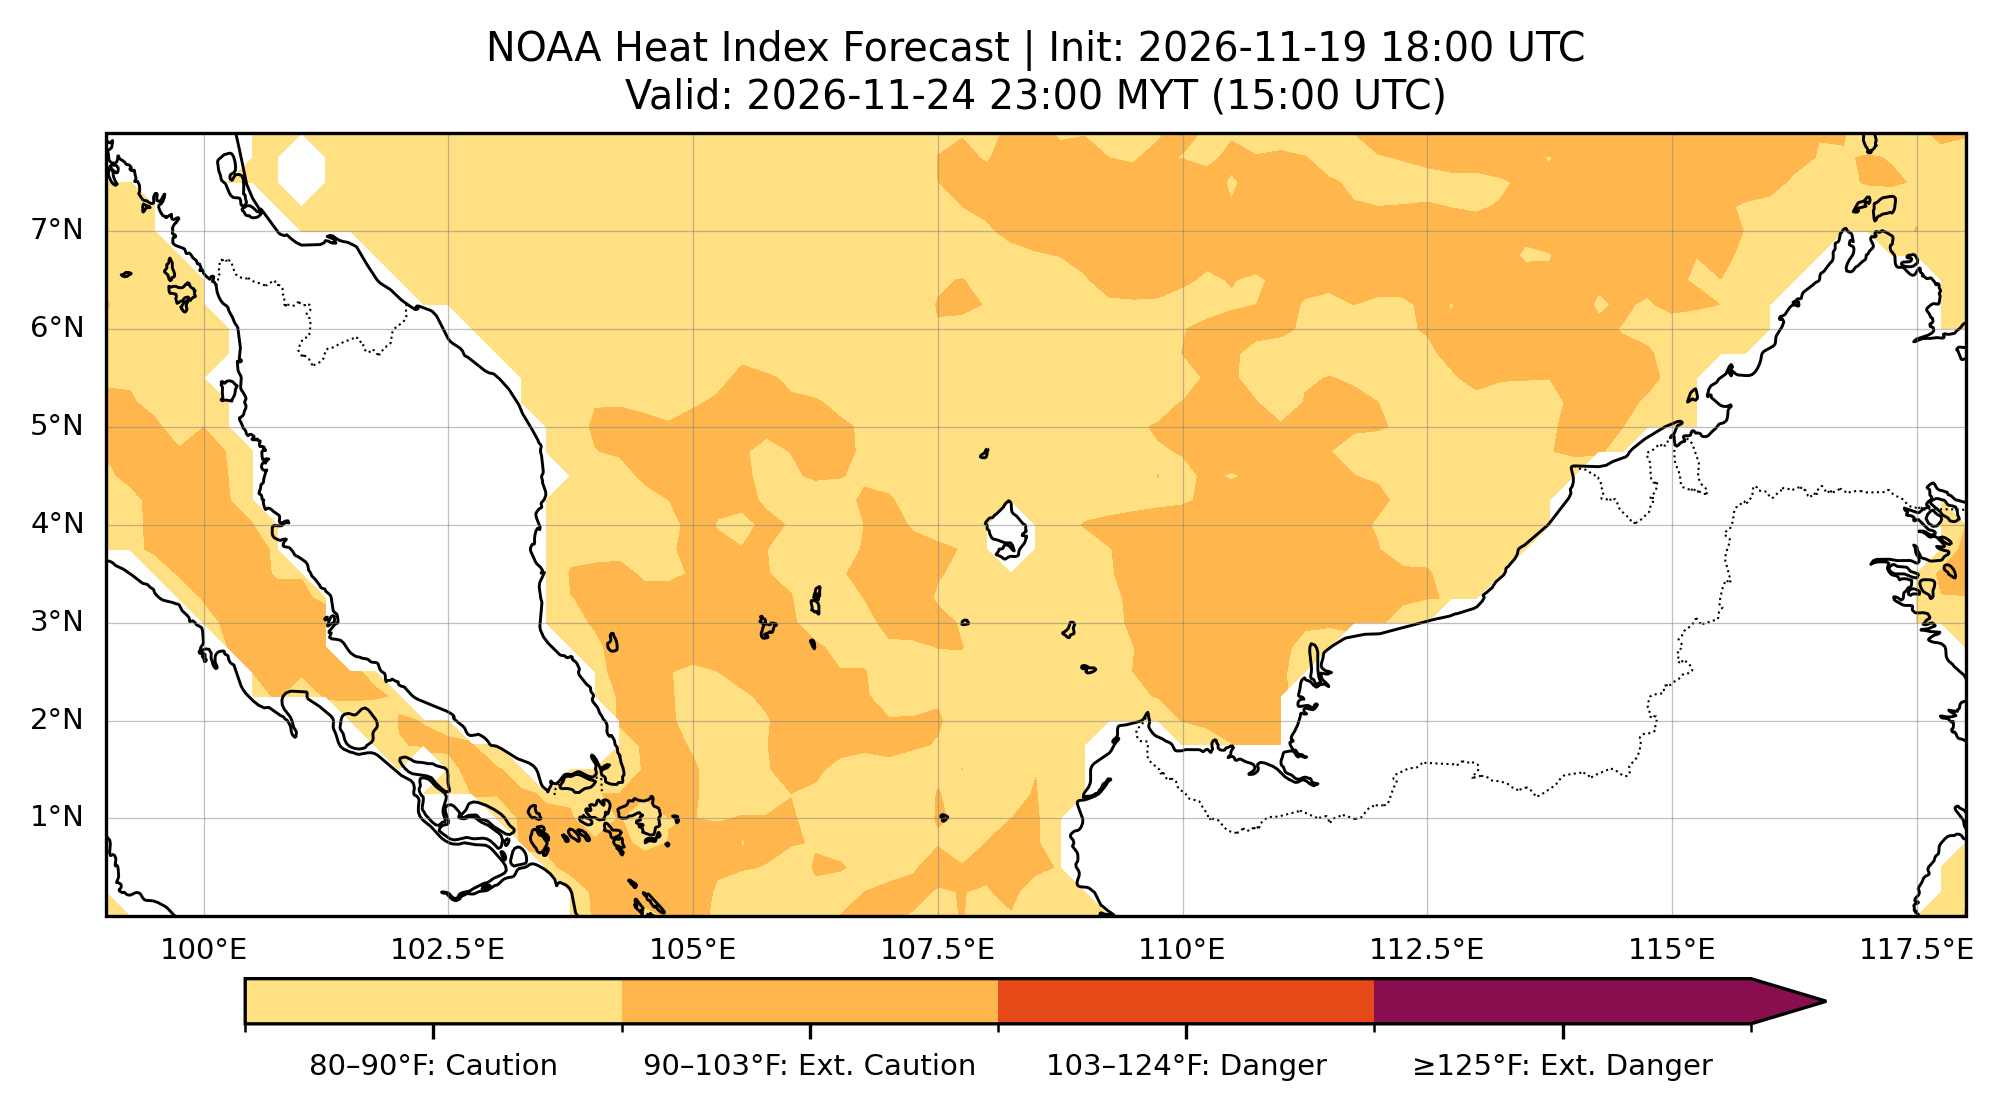 NOAA Heat Index Forecast | Init: 2026-11-19 18:00 UTC
Valid: 2026-11-24 23:00 MYT (15:00 UTC)
7°N
6°N
5°N
4°N
3°N
2°N
1°N
100°E
102.5°E
105°E
107.5°E
110°E
112.5°E
115°E
117.5°E
80–90°F: Caution
90–103°F: Ext. Caution
103–124°F: Danger
≥125°F: Ext. Danger